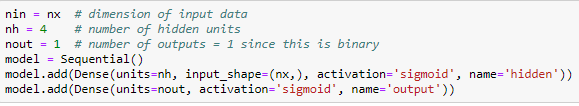 nin = nx  # dimension of input data
nh = 4    # number of hidden units
nout = 1  # number of outputs = 1 since this is binary
model = Sequential()
model.add(Dense(units=nh, input_shape=(nx,), activation='sigmoid', name='hidden'))
model.add(Dense(units=nout, activation='sigmoid', name='output'))